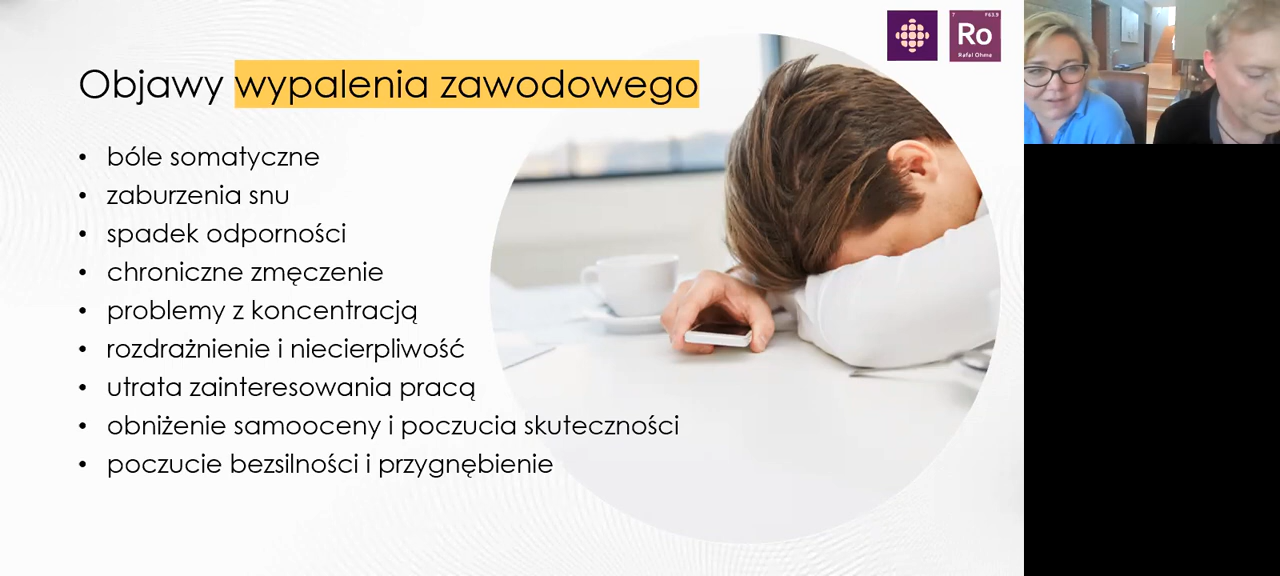 Objawy wypalenia zawodowego
• bóle somatyczne
• zaburzenia snu
• spadek odporności
• chroniczne zmęczenie
• problemy z koncentracją
• rozdrażnienie i niecierpliwość
• utrata zainteresowania pracą
• obniżenie samooceny i poczucia skuteczności
• poczucie bezsilności i przygnębienie
7
Ro
Rafał Ohme